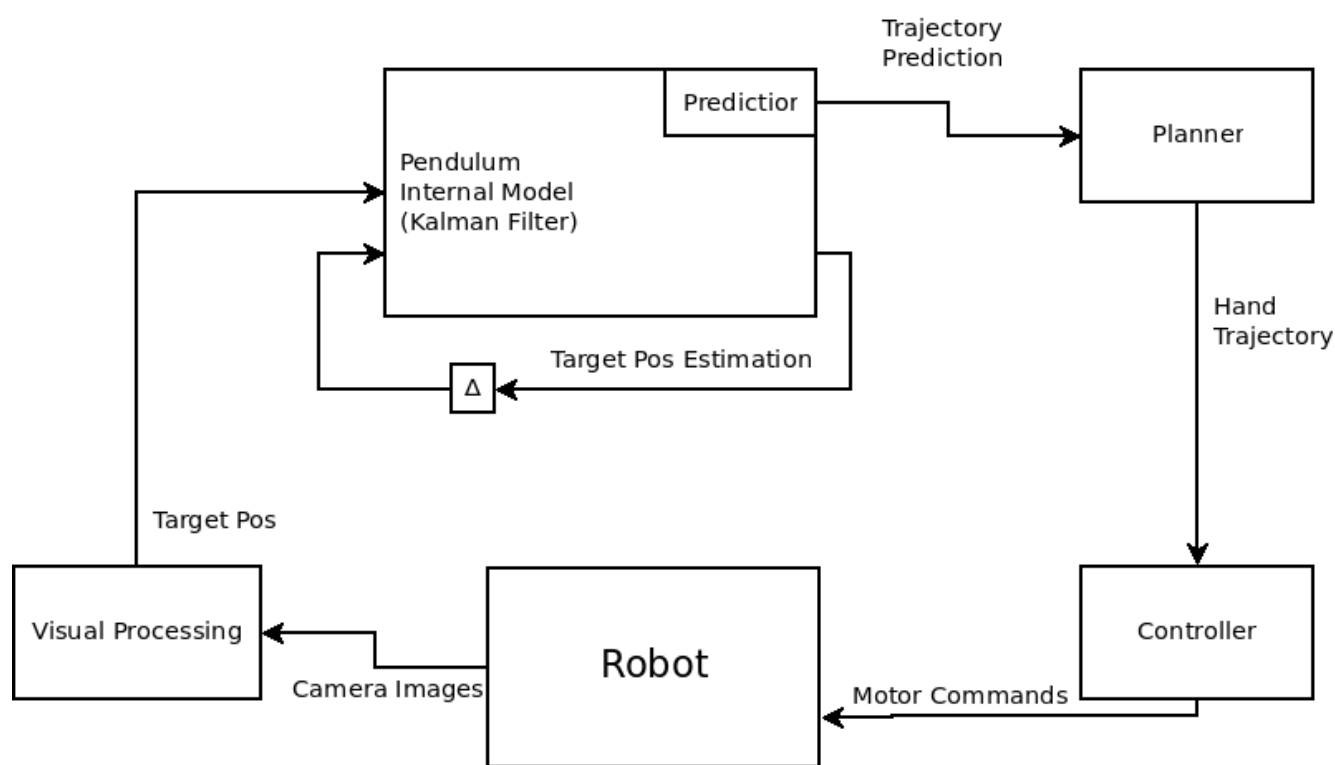 Trajectory
Prediction
Prediction
Planner
Pendulum
Internal Model
(Kalman Filter)
Hand
Trajectory
Target Pos Estimation
Δ
Target Pos
Visual Processing
Robot
Controller
Camera Images
Motor Commands